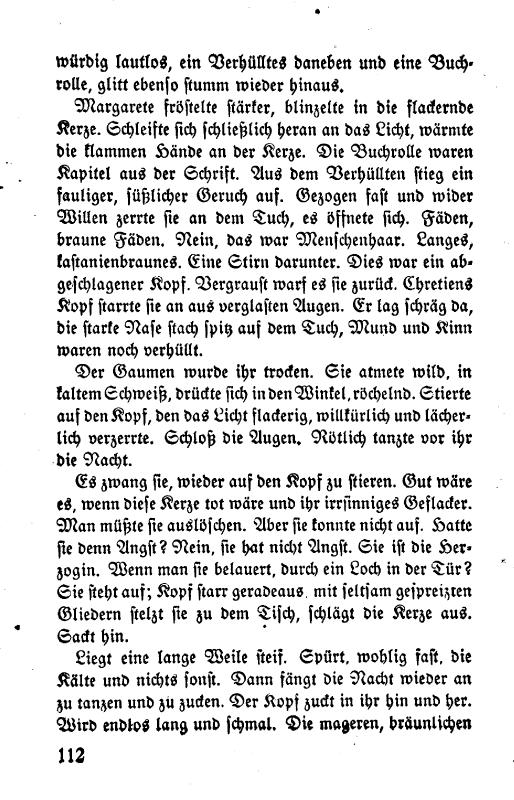 würdig lautlos, ein Verhülltes daneben und eine Buch-
rolle, glitt ebenso stumm wieder hinaus.
Margarete fröstelte stärker, blinzelte in die flackernde
Kerze. Schleifte sich schließlich heran an das Licht, wärmte
die klammen Hände an der Kerze. Die Buchrolle waren
Kapitel aus der Schrift. Aus dem Verhüllten stieg ein
fauliger, süßlicher Geruch auf. Gezogen fast und wider
Willen zerrte sie an dem Tuch, es öffnete sich. Fäden,
braune Fäden. Nein, das war Menschenhaar. Langes,
kastanienbraunes. Eine Stirn darunter. Dies war ein ab-
geschlagener Kopf. Vergraust warf es sie zurück. Chretiens
Kopf starrte sie an aus verglasten Augen. Er lag schräg da,
die starke Nase stach spitz auf dem Tuch, Mund und Kinn
waren noch verhüllt.
Der Gaumen wurde ihr trocken. Sie atmete wild, in
kaltem Schweiß, drückte sich in den Winkel, röchelnd. Stierte
auf den Kopf, den das Licht flackerig, willkürlich und lächer-
lich verzerrte. Schloß die Augen. Rötlich tanzte vor ihr
die Nacht.
Es zwang sie, wieder auf den Kopf zu stieren. Gut wäre
es, wenn diese Kerze tot wäre und ihr irrsinniges Geflacker.
Man müßte sie auslöschen. Aber sie konnte nicht auf. Hatte
sie denn Angst? Nein, sie hat nicht Angst. Sie ist die Her-
zogin. Wenn man sie belauert, durch ein Loch in der Tür?
Sie steht auf; Kopf starr geradeaus mit seltsam gespreizten
Gliedern stelzt sie zu dem Tisch, schlägt die Kerze aus.
Sackt hin.
Liegt eine lange Weile steif. Spürt, wohlig fast, die
Kälte und nichts sonst. Dann fängt die Nacht wieder an
zu tanzen und zu zucken. Der Kopf zuckt in ihr hin und her.
Wird endlos lang und schmal. Die mageren, bräunlichen
112